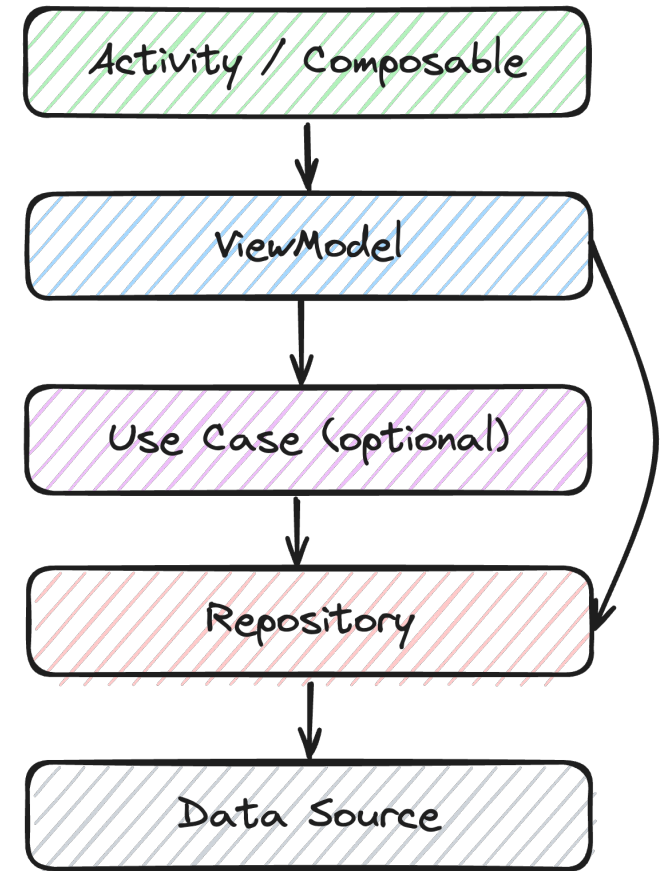 Activity / Composable
ViewModel
Use Case (optional)
Repository
Data Source